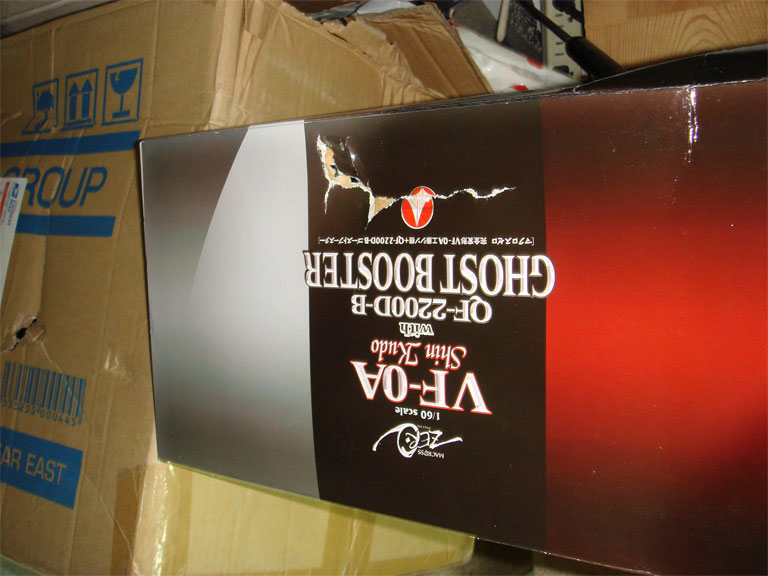 MACROSS
ZERO
1/60 scale
VF-0A
Shin Kudo
with
QF-2200D-B
GHOST BOOSTER
[マクロスゼロ 完全変形VF-0A工藤シン機+QF-2200D-B ゴーストブースター]
ROUP
AR EAST